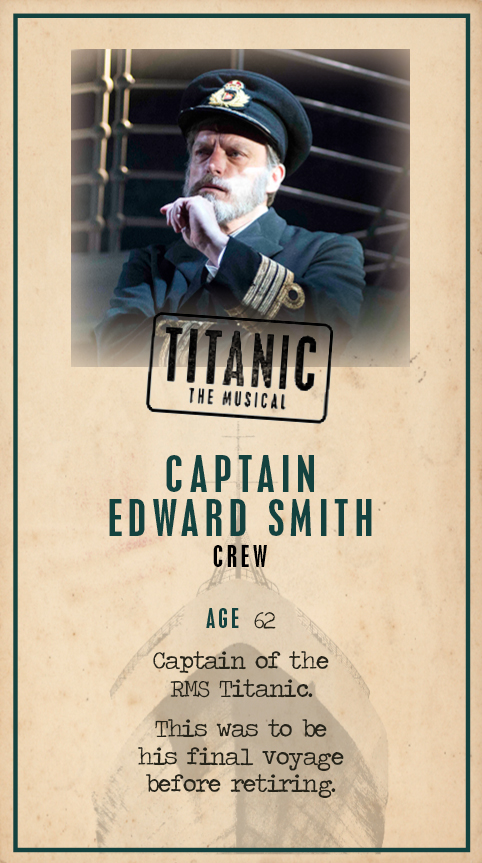 TITANIC
THE MUSICAL
CAPTAIN
EDWARD SMITH
CREW
AGE 62
Captain of the
RMS Titanic.
This was to be
his final voyage
before retiring.